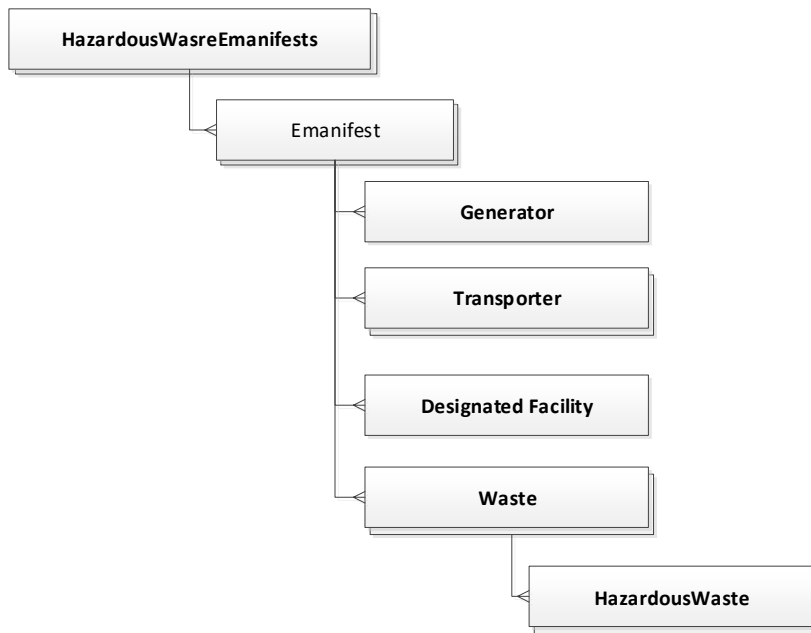 HazardousWasreEmanifests
Emanifest
Generator
Transporter
Designated Facility
Waste
HazardousWaste